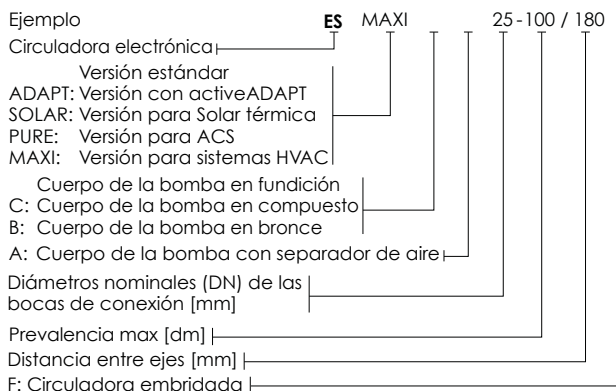 Ejemplo ES MAXI 25-100 / 180
Circuladora electrónica
Versión estándar
ADAPT: Versión con activeADAPT
SOLAR: Versión para Solar térmica
PURE: Versión para ACS
MAXI: Versión para sistemas HVAC
Cuerpo de la bomba en fundición
C: Cuerpo de la bomba en compuesto
B: Cuerpo de la bomba en bronce
A: Cuerpo de la bomba con separador de aire
Diámetros nominales (DN) de las
bocas de conexión [mm]
Prevalencia max [dm]
Distancia entre ejes [mm]
F: Circuladora embridada